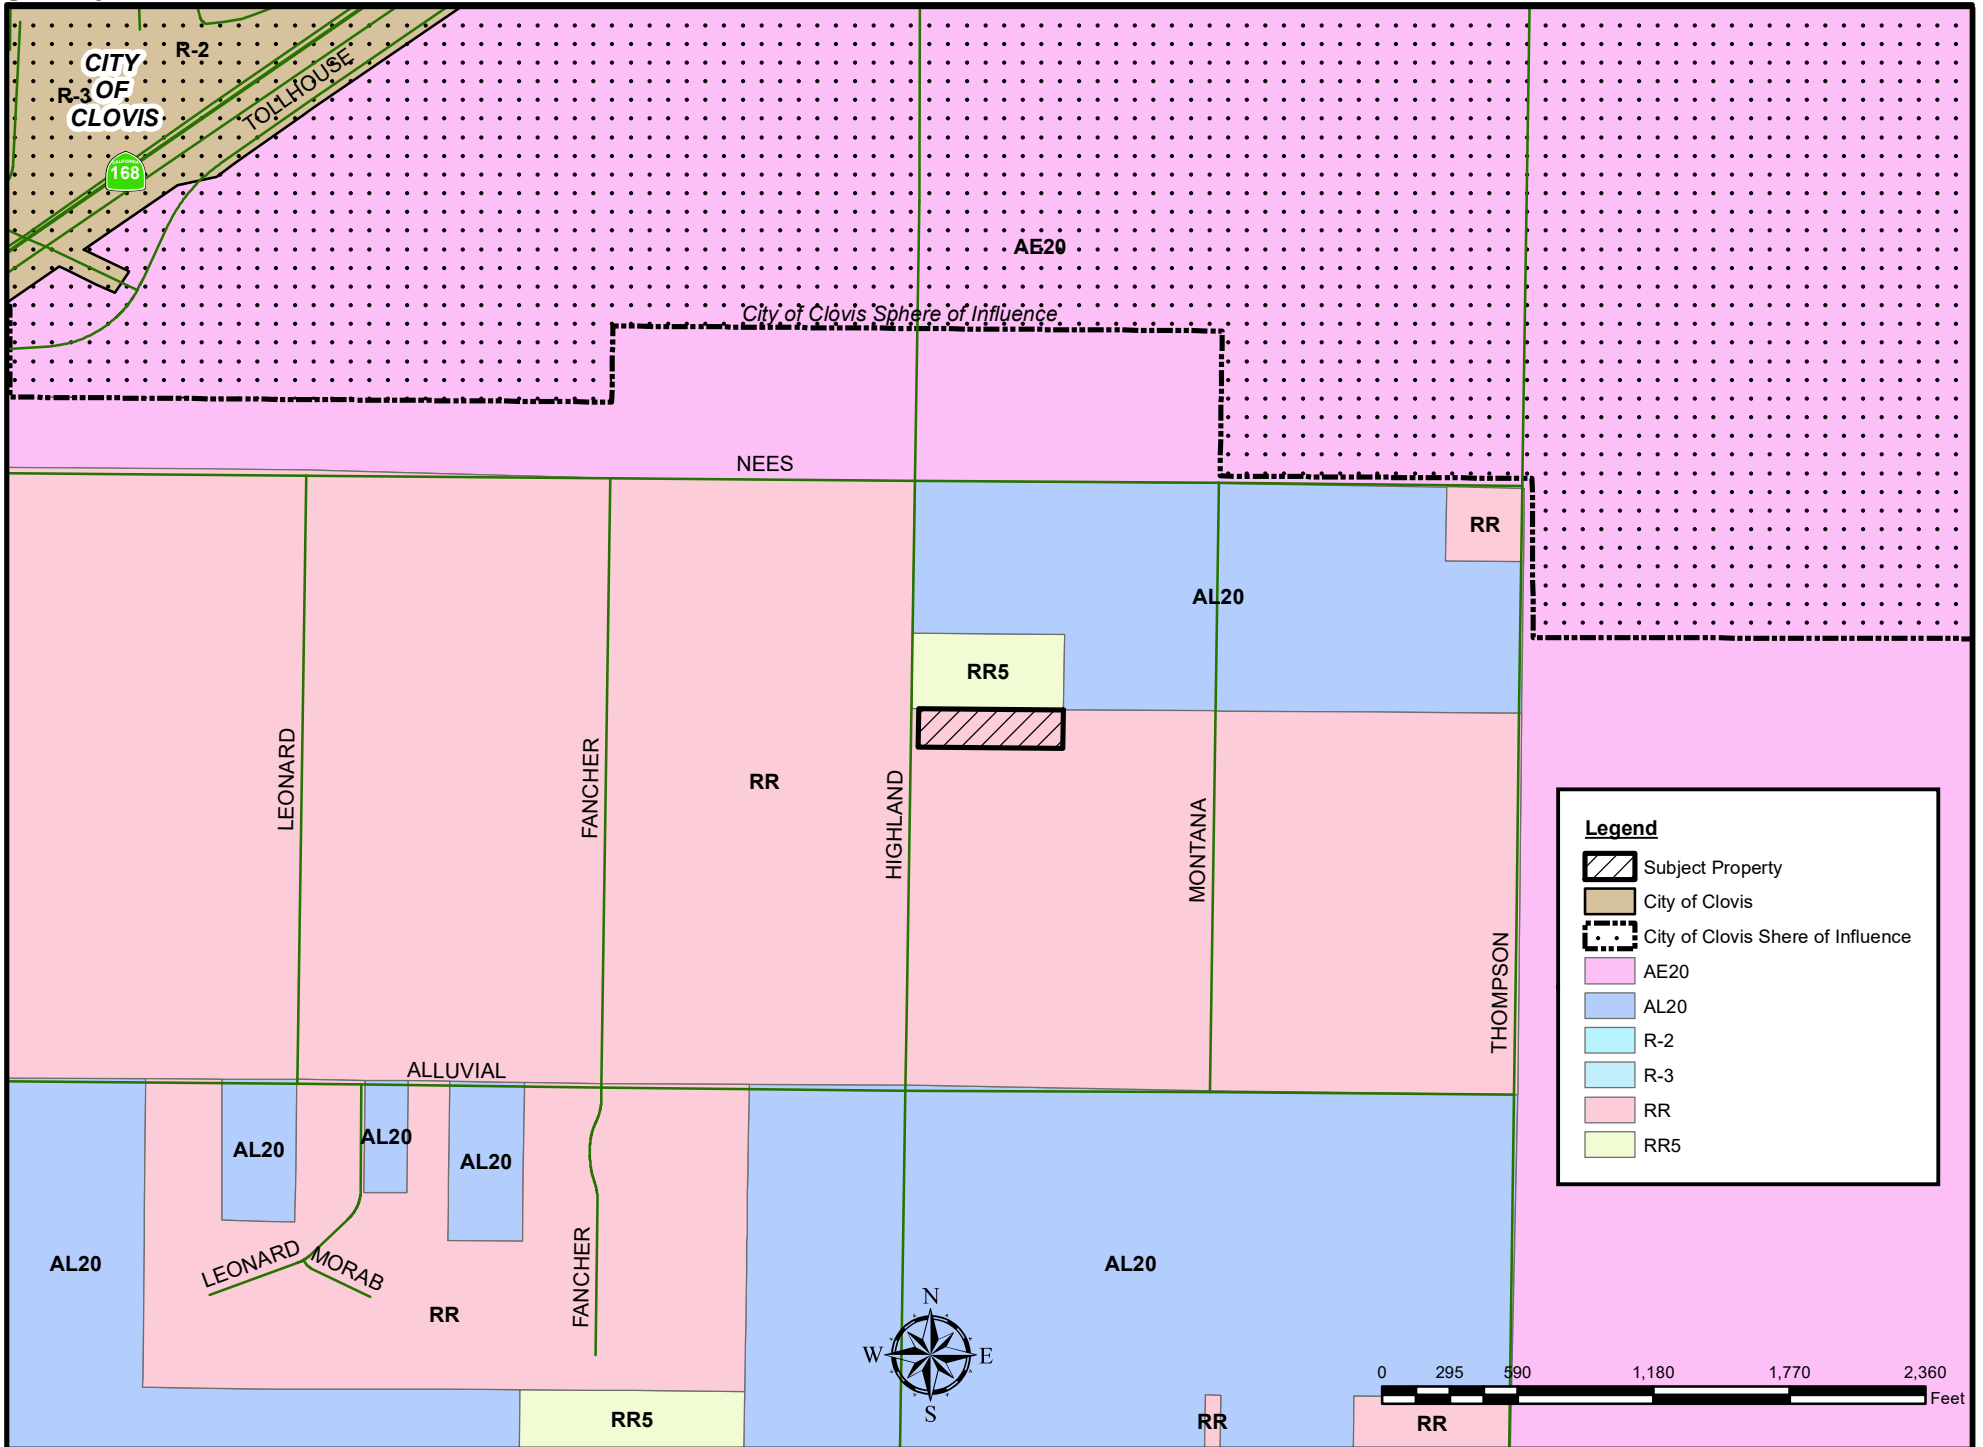 R-2
CITY
OF
CLOVIS
R-3
TOLLHOUSE
CALIFORNIA
168
AE20
City of Clovis Sphere of Influence
NEES
RR
AL20
RR5
LEONARD
FANCHER
RR
HIGHLAND
MONTANA
THOMPSON
Legend
Subject Property
City of Clovis
City of Clovis Shere of Influence
AE20
AL20
R-2
R-3
RR
RR5
ALLUVIAL
AL20
AL20
AL20
AL20
LEONARD
MORAB
FANCHER
RR
AL20
N
W E
S
0 295 590 1,180 1,770 2,360
Feet
RR5
RR
RR